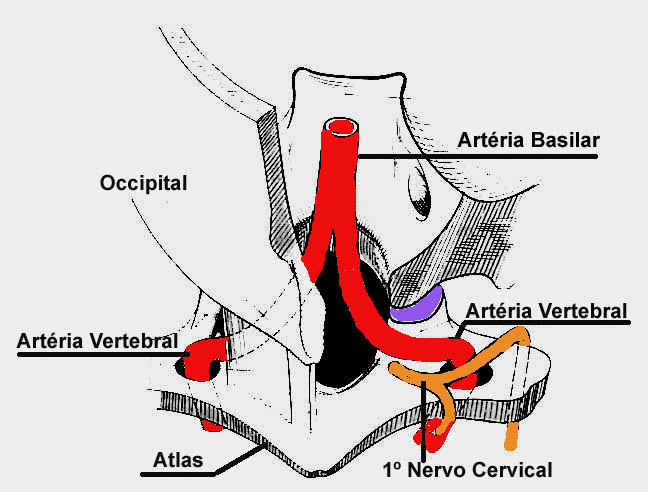 Artéria Basilar
Occipital
Artéria Vertebral
Artéria Vertebral
Atlas
1º Nervo Cervical